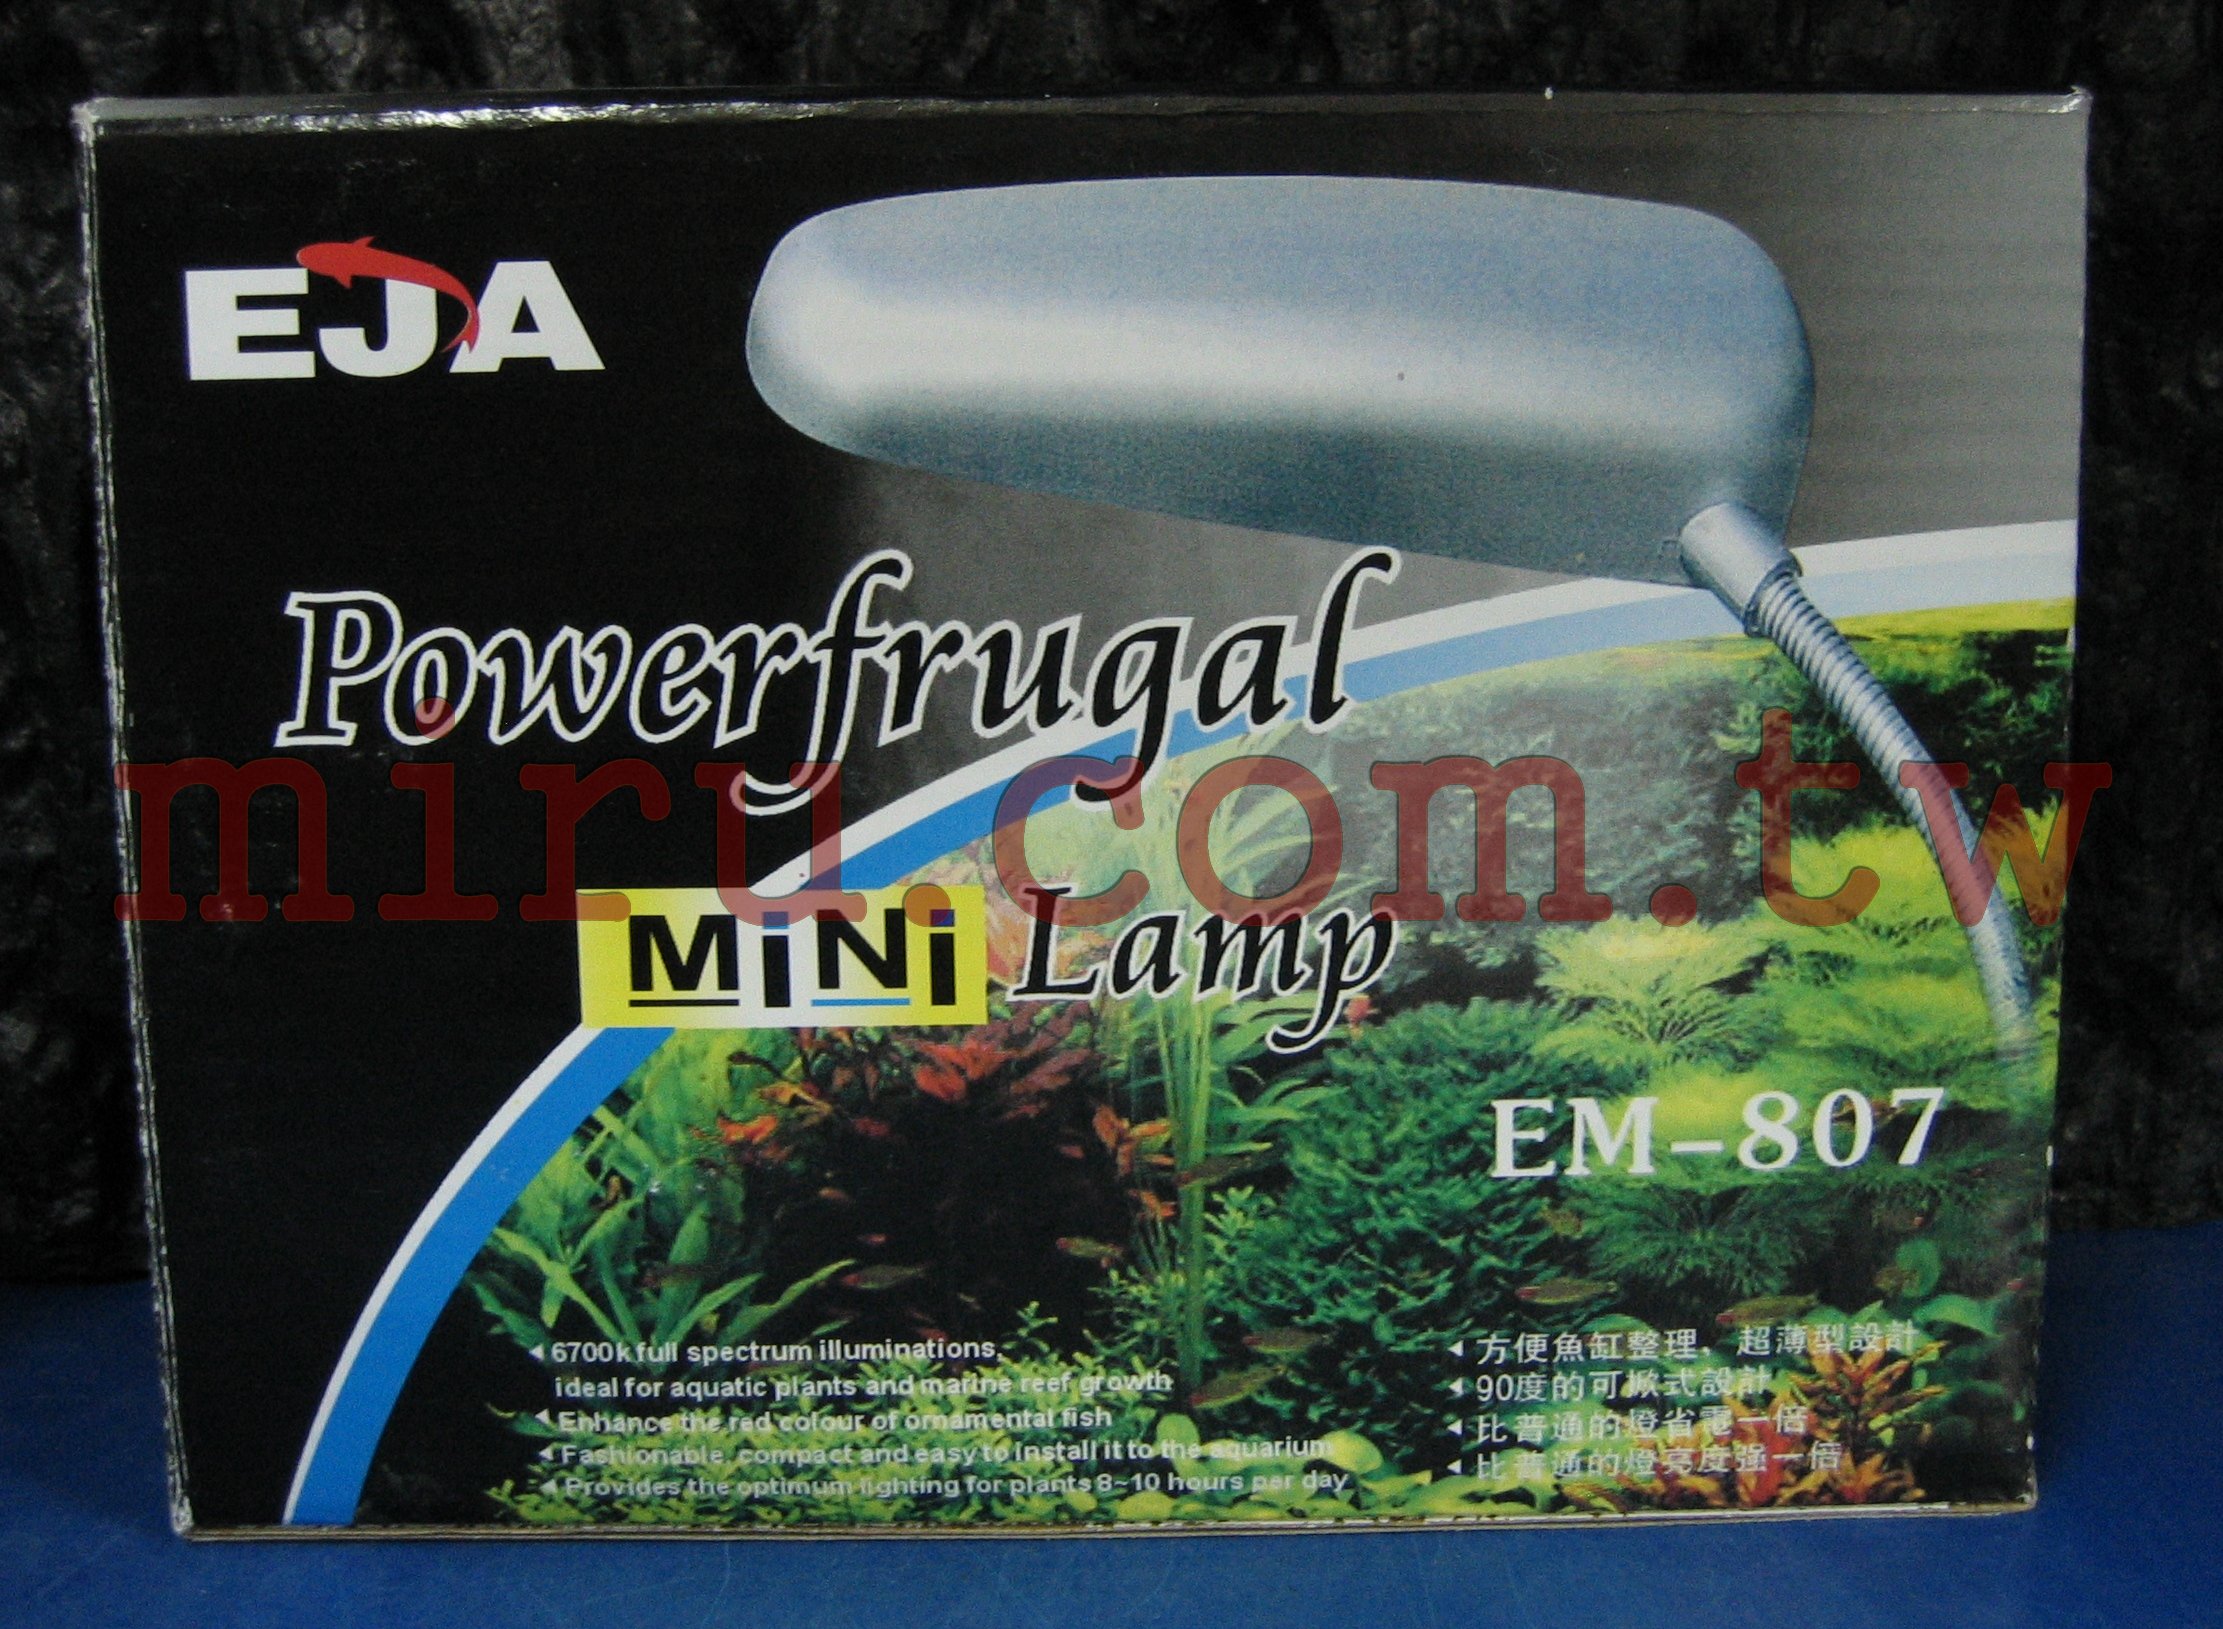 EJA
Powerfrugal
miru.com.tw
MiNi Lamp
EM-807
◂ 6700k full spectrum illuminations,
ideal for aquatic plants and marine reef growth
◂ Enhance the red colour of ornamental fish
◂ Fashionable, compact and easy to install it to the aquarium
◂ Provides the optimum lighting for plants 8~10 hours per day
◂ 方便魚缸整理，超薄型設計
◂ 90度的可掀式設計
◂ 比普通的燈省電一倍
◂ 比普通的燈亮度強一倍